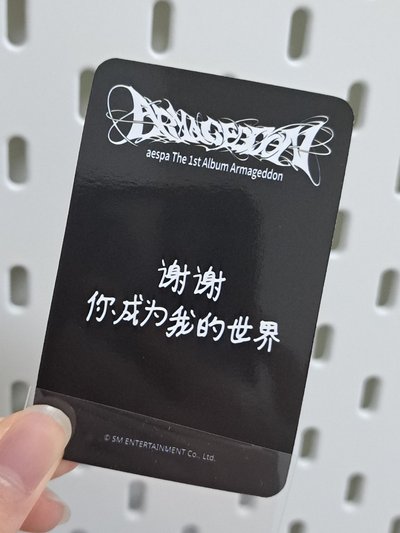 ARMAGEDDON
aespa The 1st Album Armageddon
谢谢
你成为我的世界
© SM ENTERTAINMENT Co., Ltd.